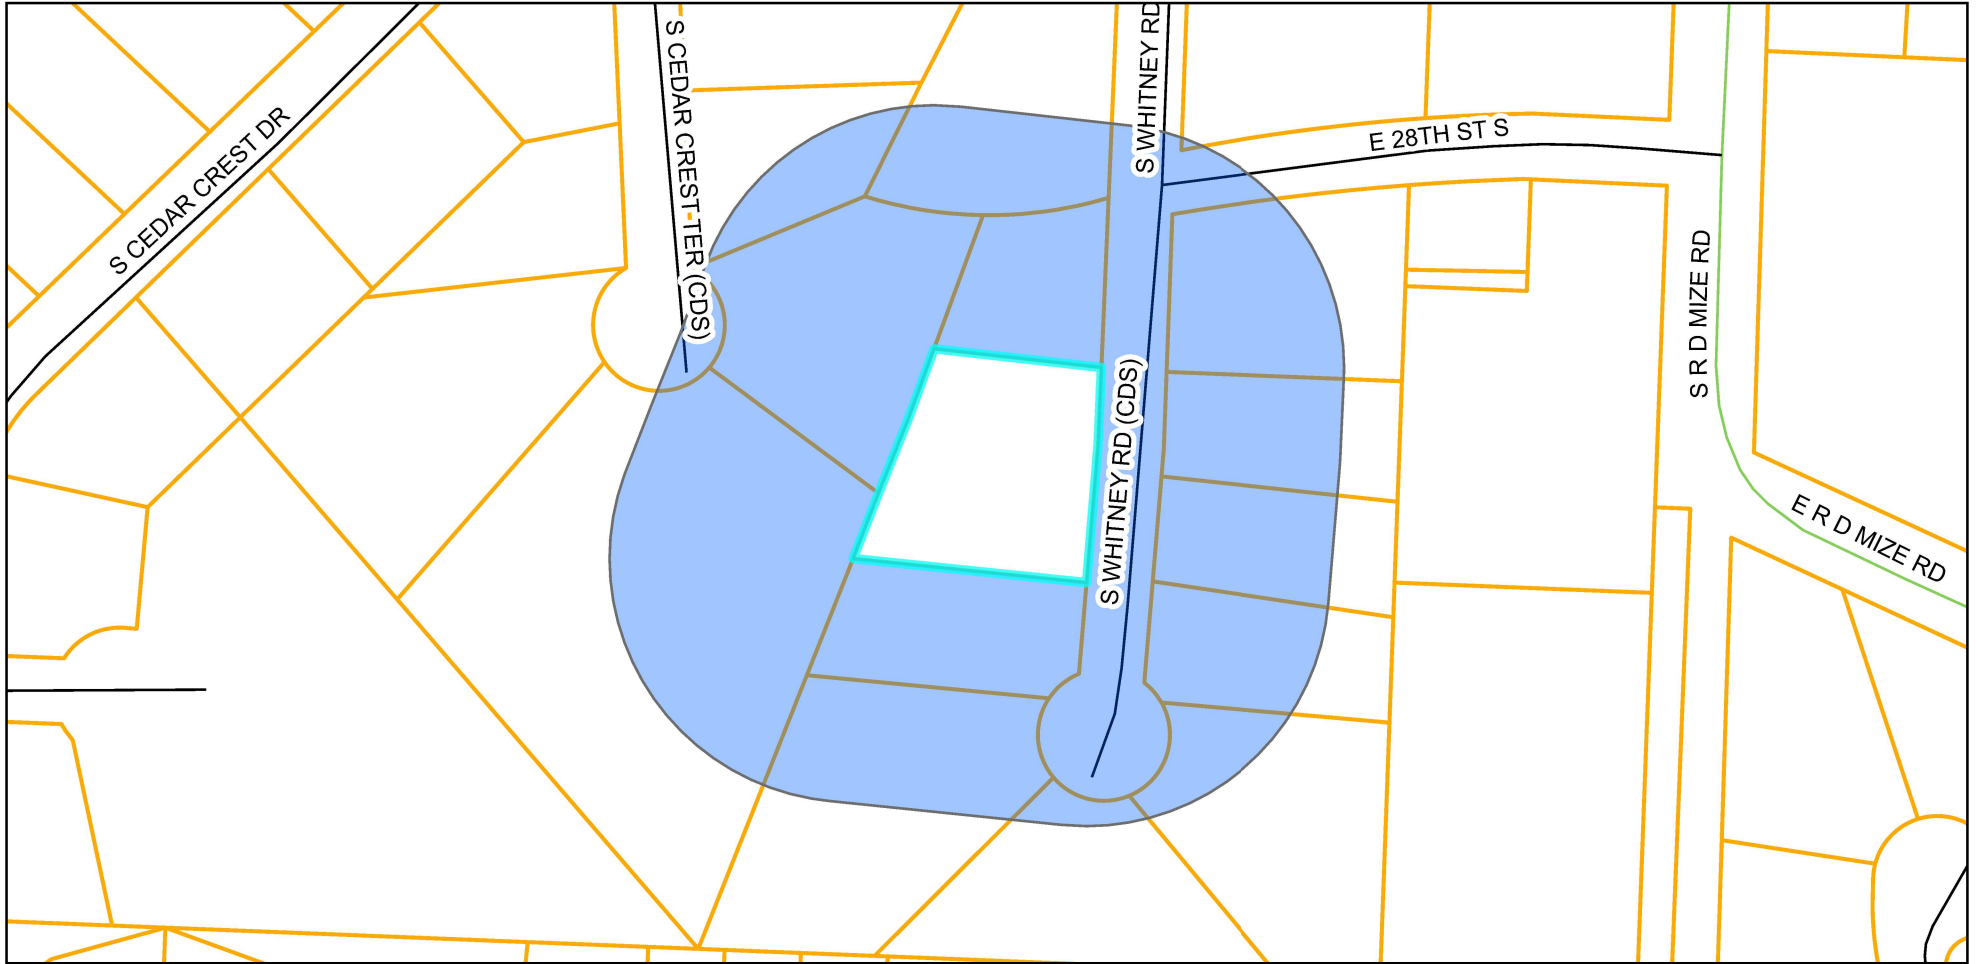 S CEDAR CREST DR
S CEDAR CREST TER (CDS)
S WHITNEY RD
E 28TH ST S
S R D MIZE RD
S WHITNEY RD (CDS)
E R D MIZE RD